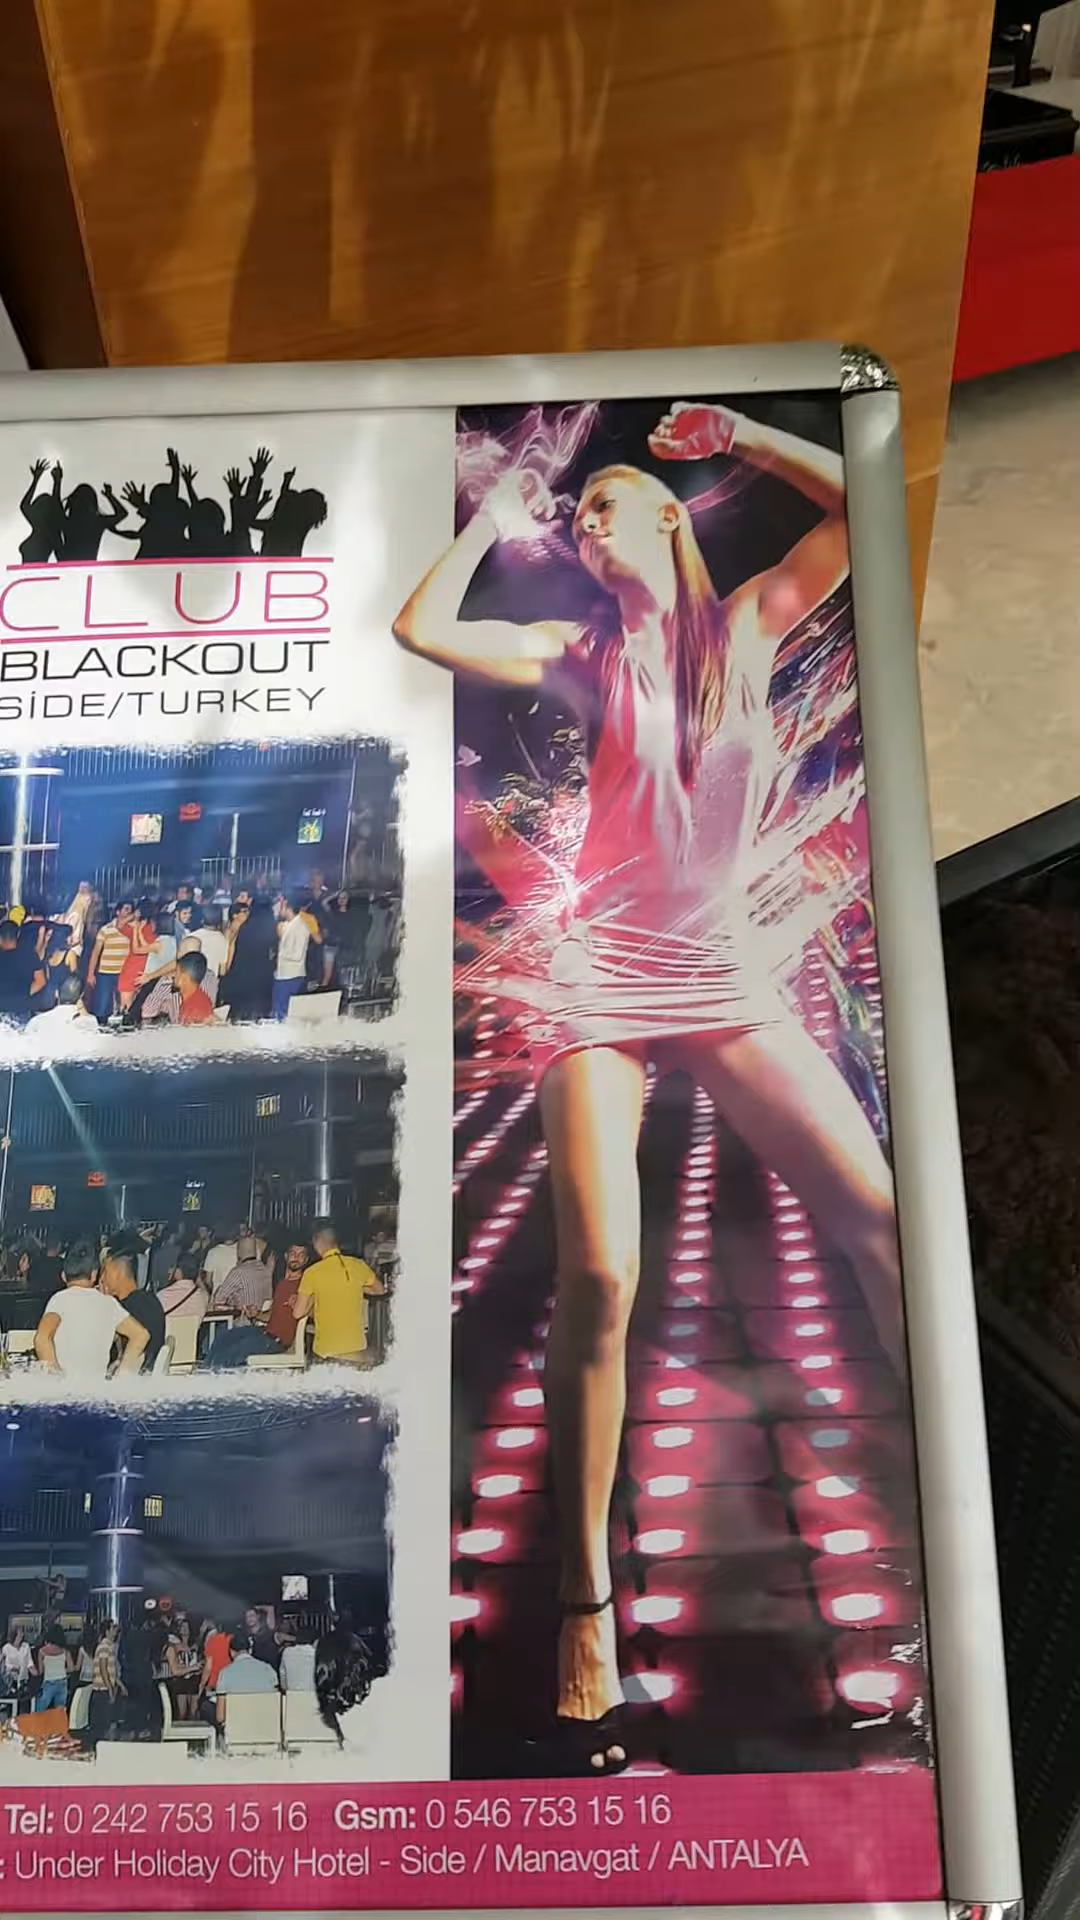 CLUB
BLACKOUT
SİDE/TURKEY
Tel: 0 242 753 15 16 Gsm: 0 546 753 15 16
: Under Holiday City Hotel - Side / Manavgat / ANTALYA